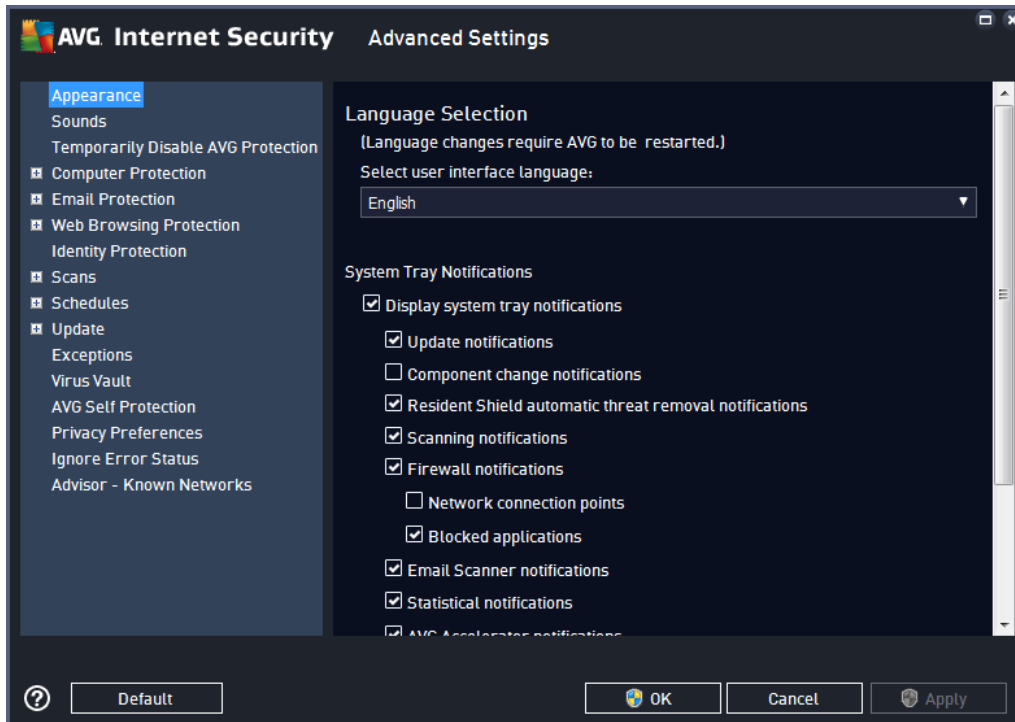 AVG Internet Security Advanced Settings
Appearance
Sounds
Temporarily Disable AVG Protection
Computer Protection
Email Protection
Web Browsing Protection
Identity Protection
Scans
Schedules
Update
Exceptions
Virus Vault
AVG Self Protection
Privacy Preferences
Ignore Error Status
Advisor - Known Networks
Language Selection
(Language changes require AVG to be restarted.)
Select user interface language:
English
System Tray Notifications
Display system tray notifications
Update notifications
Component change notifications
Resident Shield automatic threat removal notifications
Scanning notifications
Firewall notifications
Network connection points
Blocked applications
Email Scanner notifications
Statistical notifications
AVG Accelerator notifications
? Default OK Cancel Apply